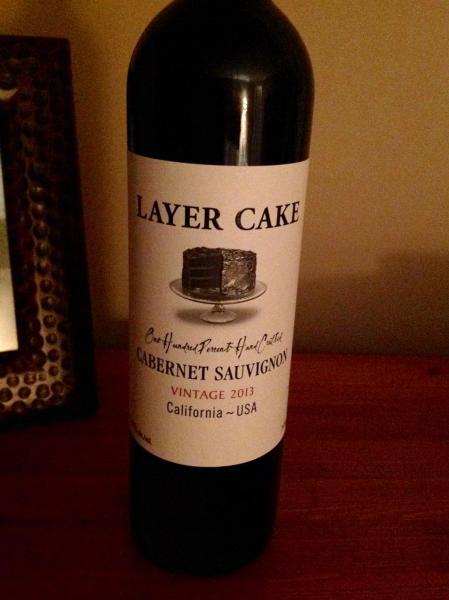 LAYER CAKE
One Hundred Percent Hand Crafted
CABERNET SAUVIGNON
VINTAGE 2013
California ~ USA